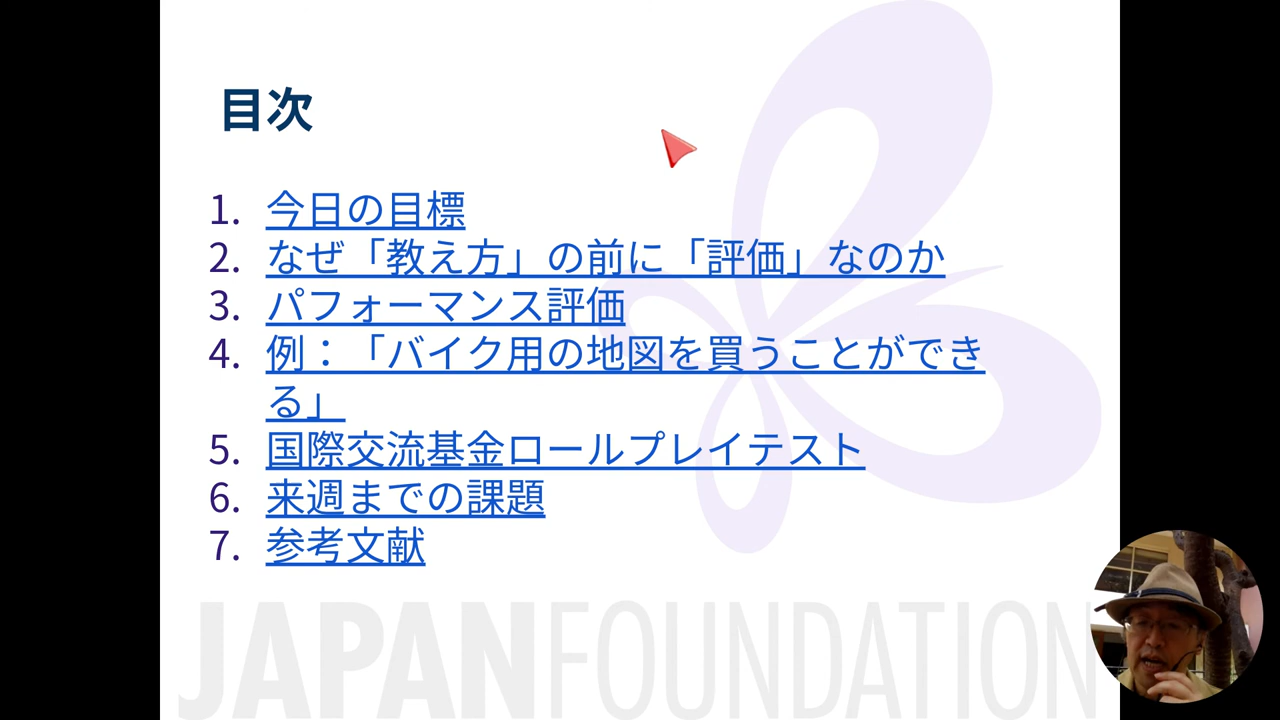 目次
1. 今日の目標
2. なぜ「教え方」の前に「評価」なのか
3. パフォーマンス評価
4. 例：「バイク用の地図を買うことができ
る」
5. 国際交流基金ロールプレイテスト
6. 来週までの課題
7. 参考文献
JAPANFOUNDATION